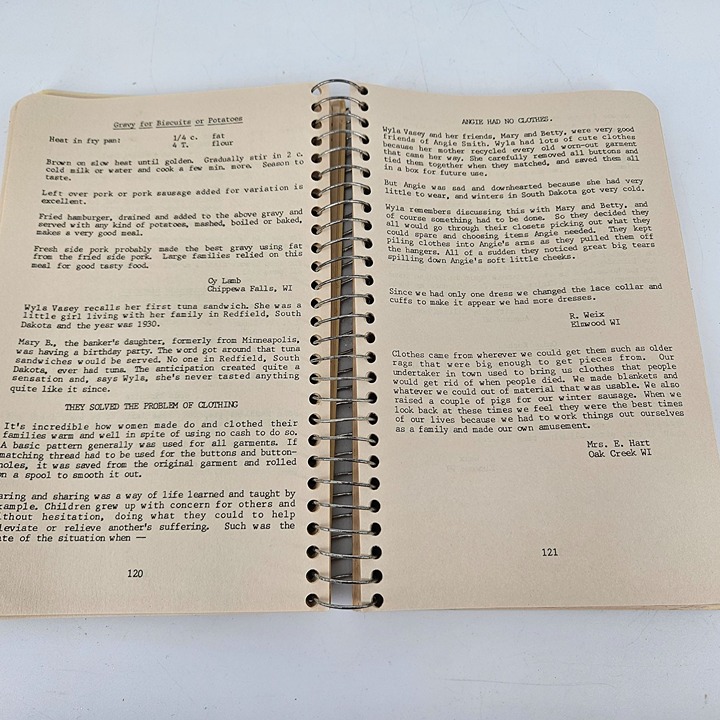 Gravy for Biscuits or Potatoes
Heat in fry pan: 1/4 c. fat
4 T. flour
Brown on slow heat until golden. Gradually stir in 2 c.
cold milk or water and cook a few min. more. Season to
taste.
Left over pork or pork sausage added for variation is
excellent.
Fried hamburger, drained and added to the above gravy and
served with any kind of potatoes, mashed, boiled or baked,
makes a very good meal.
Fresh side pork probably made the best gravy using fat
from the fried side pork. Large families relied on this
meal for good tasty food.
Oy Lamb
Chippewa Falls, WI
Wyla Vasey recalls her first tuna sandwich. She was a
little girl living with her family in Redfield, South
Dakota and the year was 1930.
Mary B., the banker's daughter, formerly from Minneapolis,
was having a birthday party. The word got around that tuna
sandwiches would be served. No one in Redfield, South
Dakota, ever had tuna. The anticipation created quite a
sensation and, says Wyla, she's never tasted anything
quite like it since.
THEY SOLVED THE PROBLEM OF CLOTHING
It's incredible how women made do and clothed their
families warm and well in spite of using no cash to do so.
A basic pattern generally was used for all garments. If
matching thread had to be used for the buttons and button-
holes, it was saved from the original garment and rolled
on a spool to smooth it out.
aring and sharing was a way of life learned and taught by
xample. Children grew up with concern for others and
ithout hesitation, doing what they could to help
leviate or relieve another's suffering. Such was the
ate of the situation when —
120
ANGIE HAD NO CLOTHES.
Wyla Vasey and her friends, Mary and Betty, were very good
friends of Angie Smith. Wyla had lots of cute clothes
because her mother recycled every old worn-out garment
that came her way. She carefully removed all buttons and
tied them together when they matched, and saved them all
in a box for future use.
But Angie was sad and downhearted because she had very
little to wear, and winters in South Dakota got very cold.
Wyla remembers discussing this with Mary and Betty, and
of course something had to be done. So they decided they
all would go through their closets picking out what they
could spare and choosing items Angie needed. They kept
piling clothes into Angie's arms as they pulled them off
the hangers. All of a sudden they noticed great big tears
spilling down Angie's soft little cheeks.
Since we had only one dress we changed the lace collar and
cuffs to make it appear we had more dresses.
R. Weix
Elmwood WI
Clothes came from wherever we could get them such as older
rags that were big enough to get pieces from. Our
undertaker in town used to bring us clothes that people
would get rid of when people died. We made blankets and
whatever we could out of material that was usable. We also
raised a couple of pigs for our winter sausage. When we
look back at these times we feel they were the best times
of our lives because we had to work things out ourselves
as a family and made our own amusement.
Mrs. E. Hart
Oak Creek WI
121